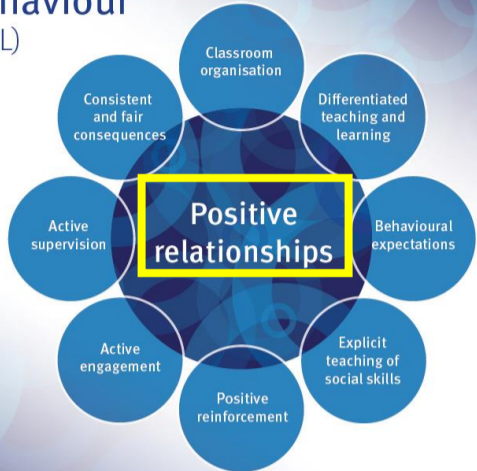 haviour
L)
Classroom
organisation
Differentiated
teaching and
learning
Behavioural
expectations
Explicit
teaching of
social skills
Positive
reinforcement
Active
engagement
Active
supervision
Consistent
and fair
consequences
Positive
relationships